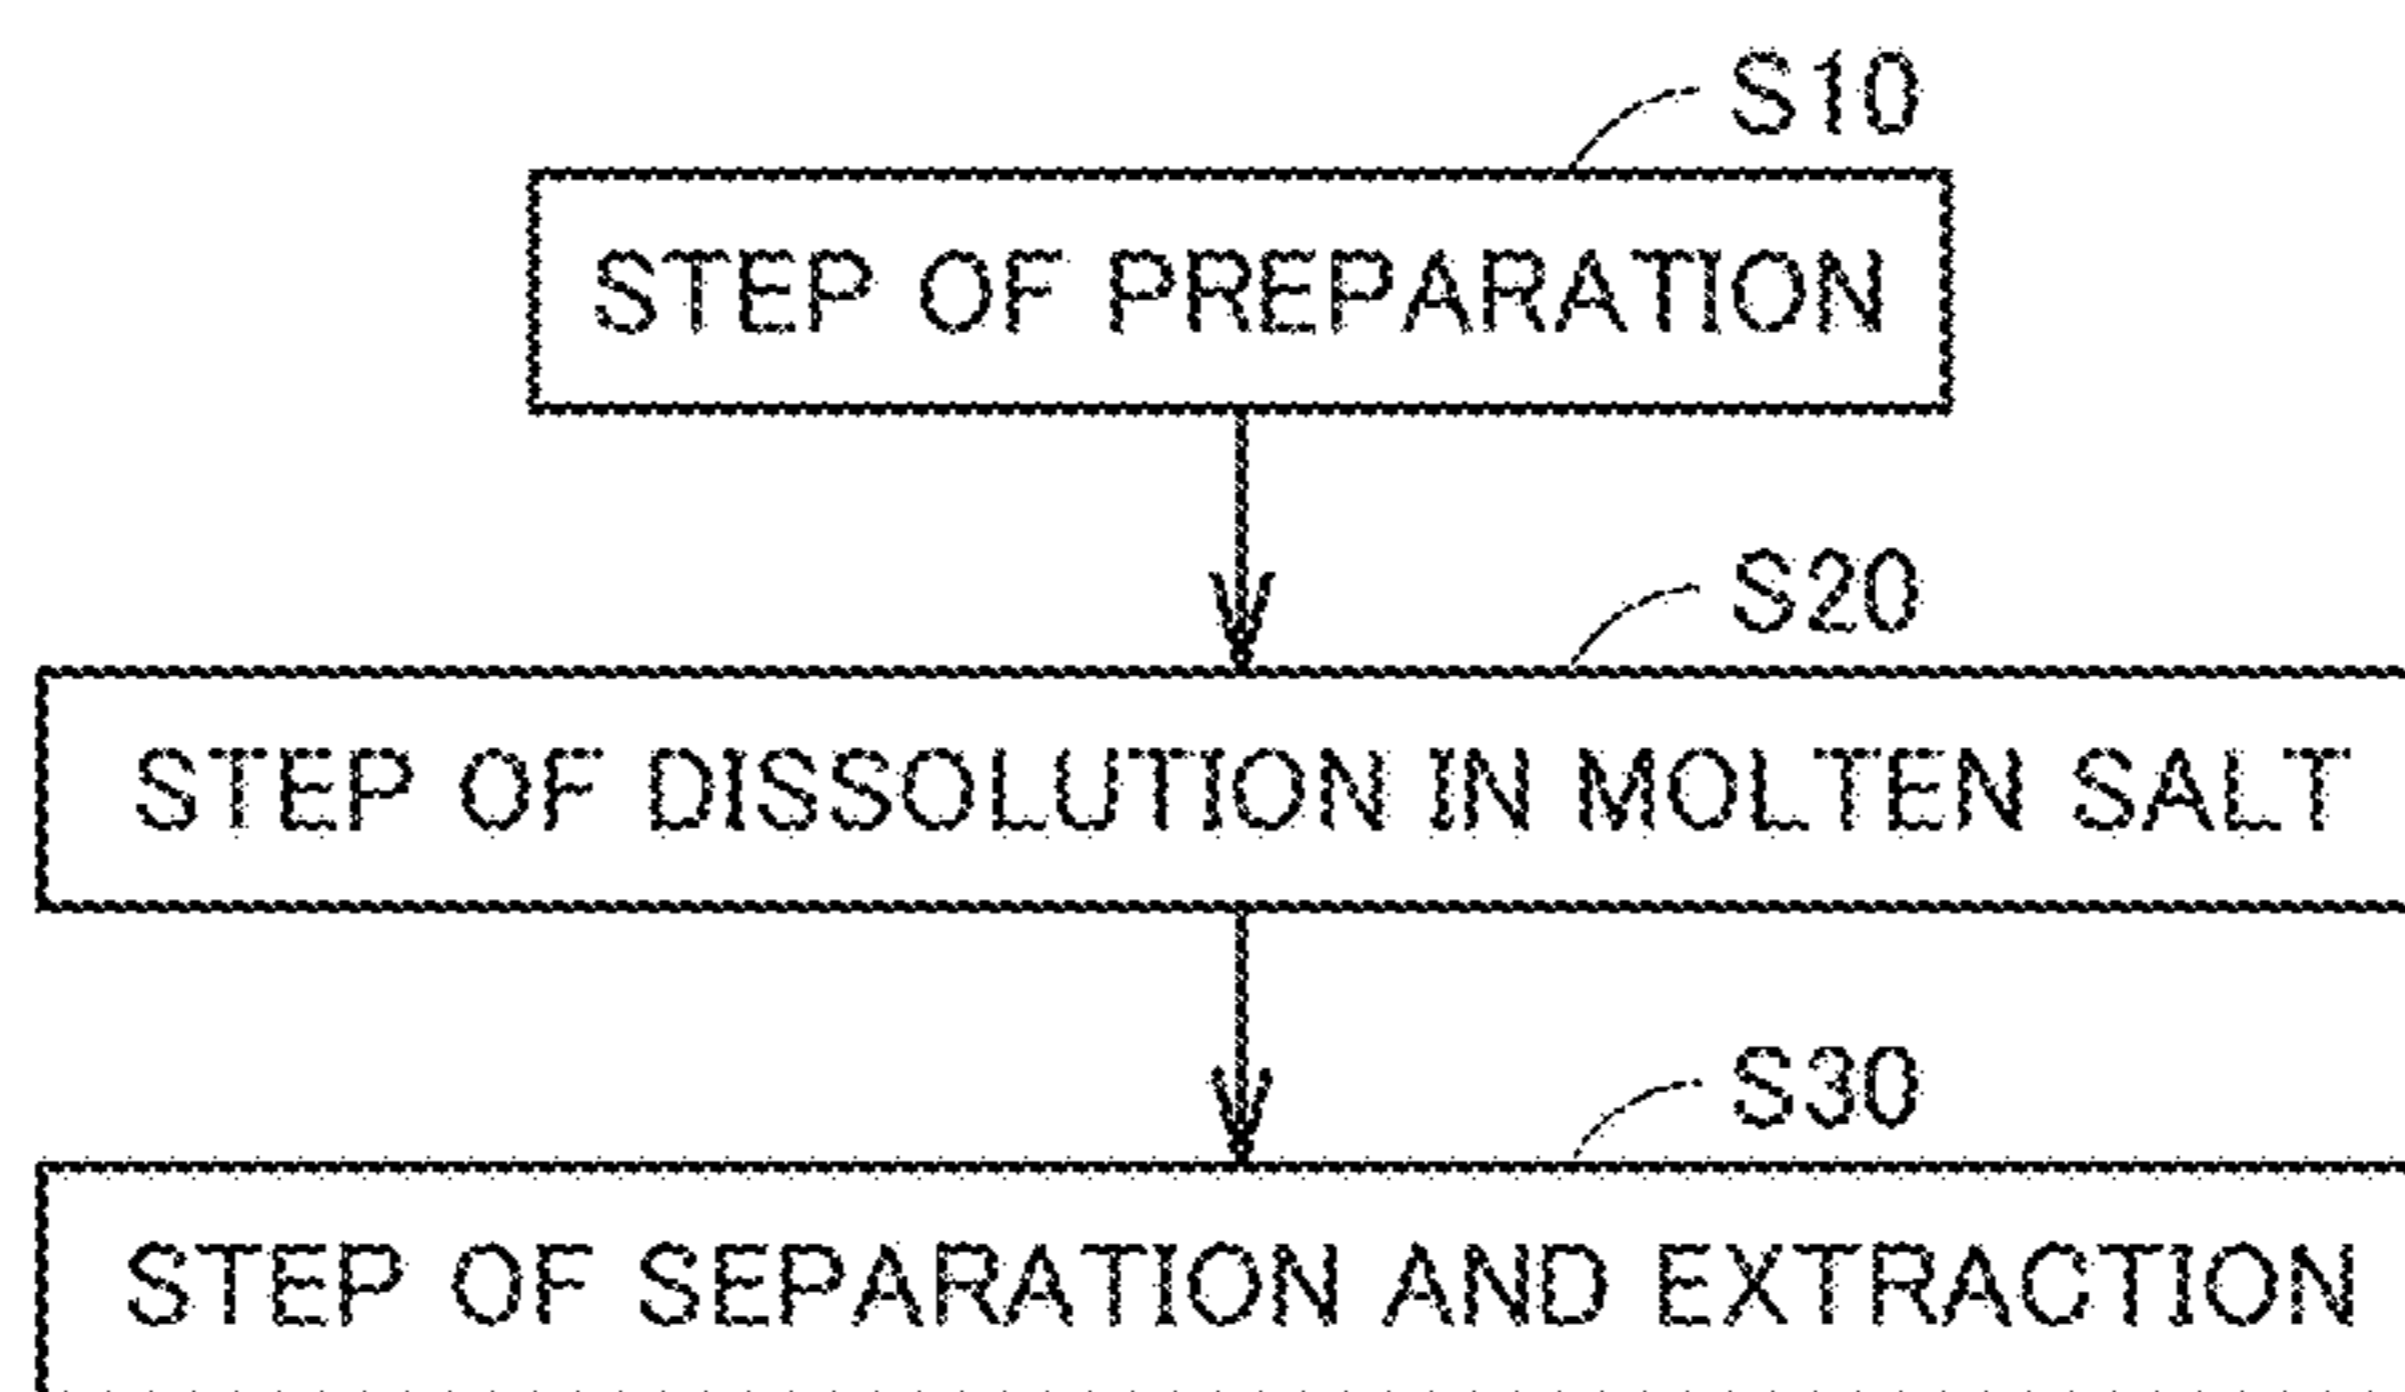 S10
STEP OF PREPARATION
S20
STEP OF DISSOLUTION IN MOLTEN SALT
S30
STEP OF SEPARATION AND EXTRACTION